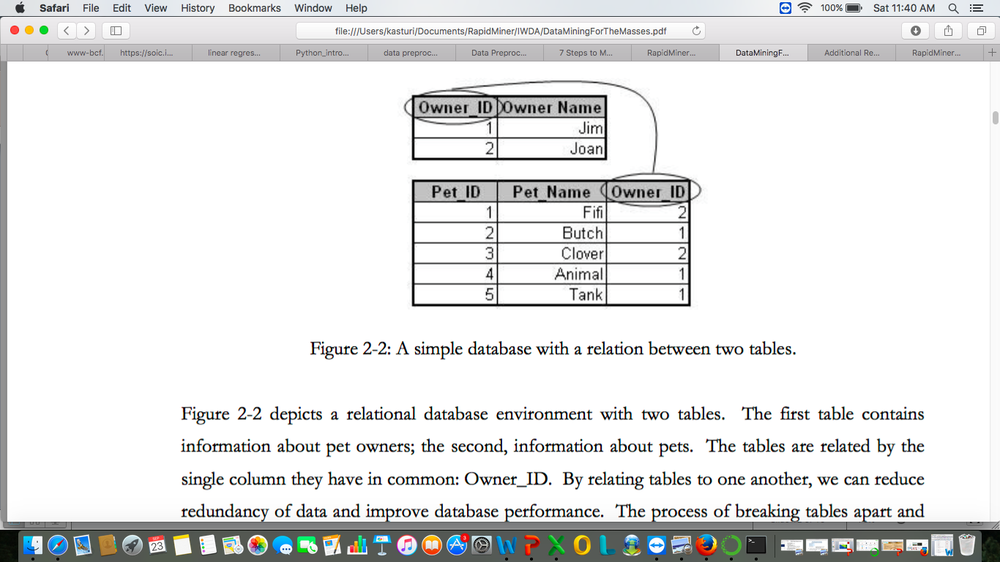 Safari File Edit View History Bookmarks Window Help 100% Sat 11:40 AM
file:///Users/kasturi/Documents/RapidMiner/IWDA/DataMiningForTheMasses.pdf
www-bcf. https://soic.i... linear regres... Python_intro... data preproc... Data Preproc... 7 Steps to M... RapidMiner... DataMiningF... Additional Re... RapidMiner...
Owner_ID Owner Name
1 Jim
2 Joan
Pet_ID Pet_Name Owner_ID
1 Fifi 2
2 Butch 1
3 Clover 2
4 Animal 1
5 Tank 1
Figure 2-2: A simple database with a relation between two tables.
Figure 2-2 depicts a relational database environment with two tables. The first table contains
information about pet owners; the second, information about pets. The tables are related by the
single column they have in common: Owner_ID. By relating tables to one another, we can reduce
redundancy of data and improve database performance. The process of breaking tables apart and
SEP
23
3